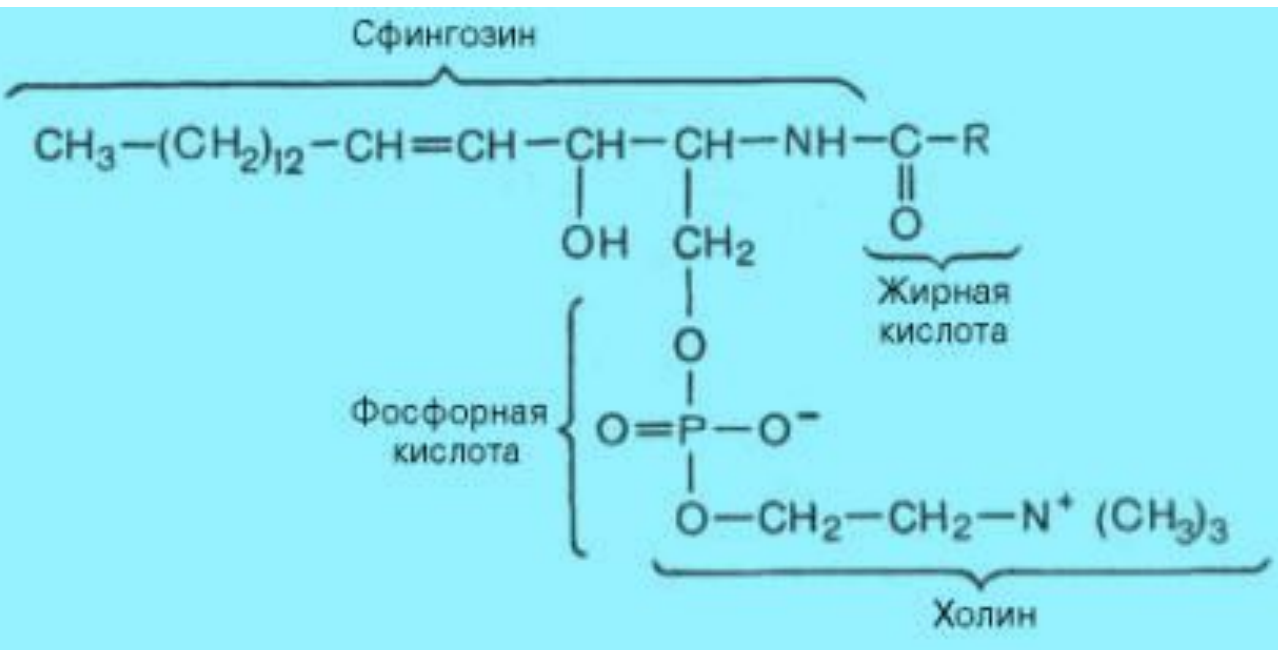 Сфингозин
CH₃—(CH₂)₁₂—CH=CH—CH—CH—NH—C—R
OH CH₂ O
Жирная
кислота
O
Фосфорная
кислота
O=P—O⁻
O—CH₂—CH₂—N⁺ (CH₃)₃
Холин